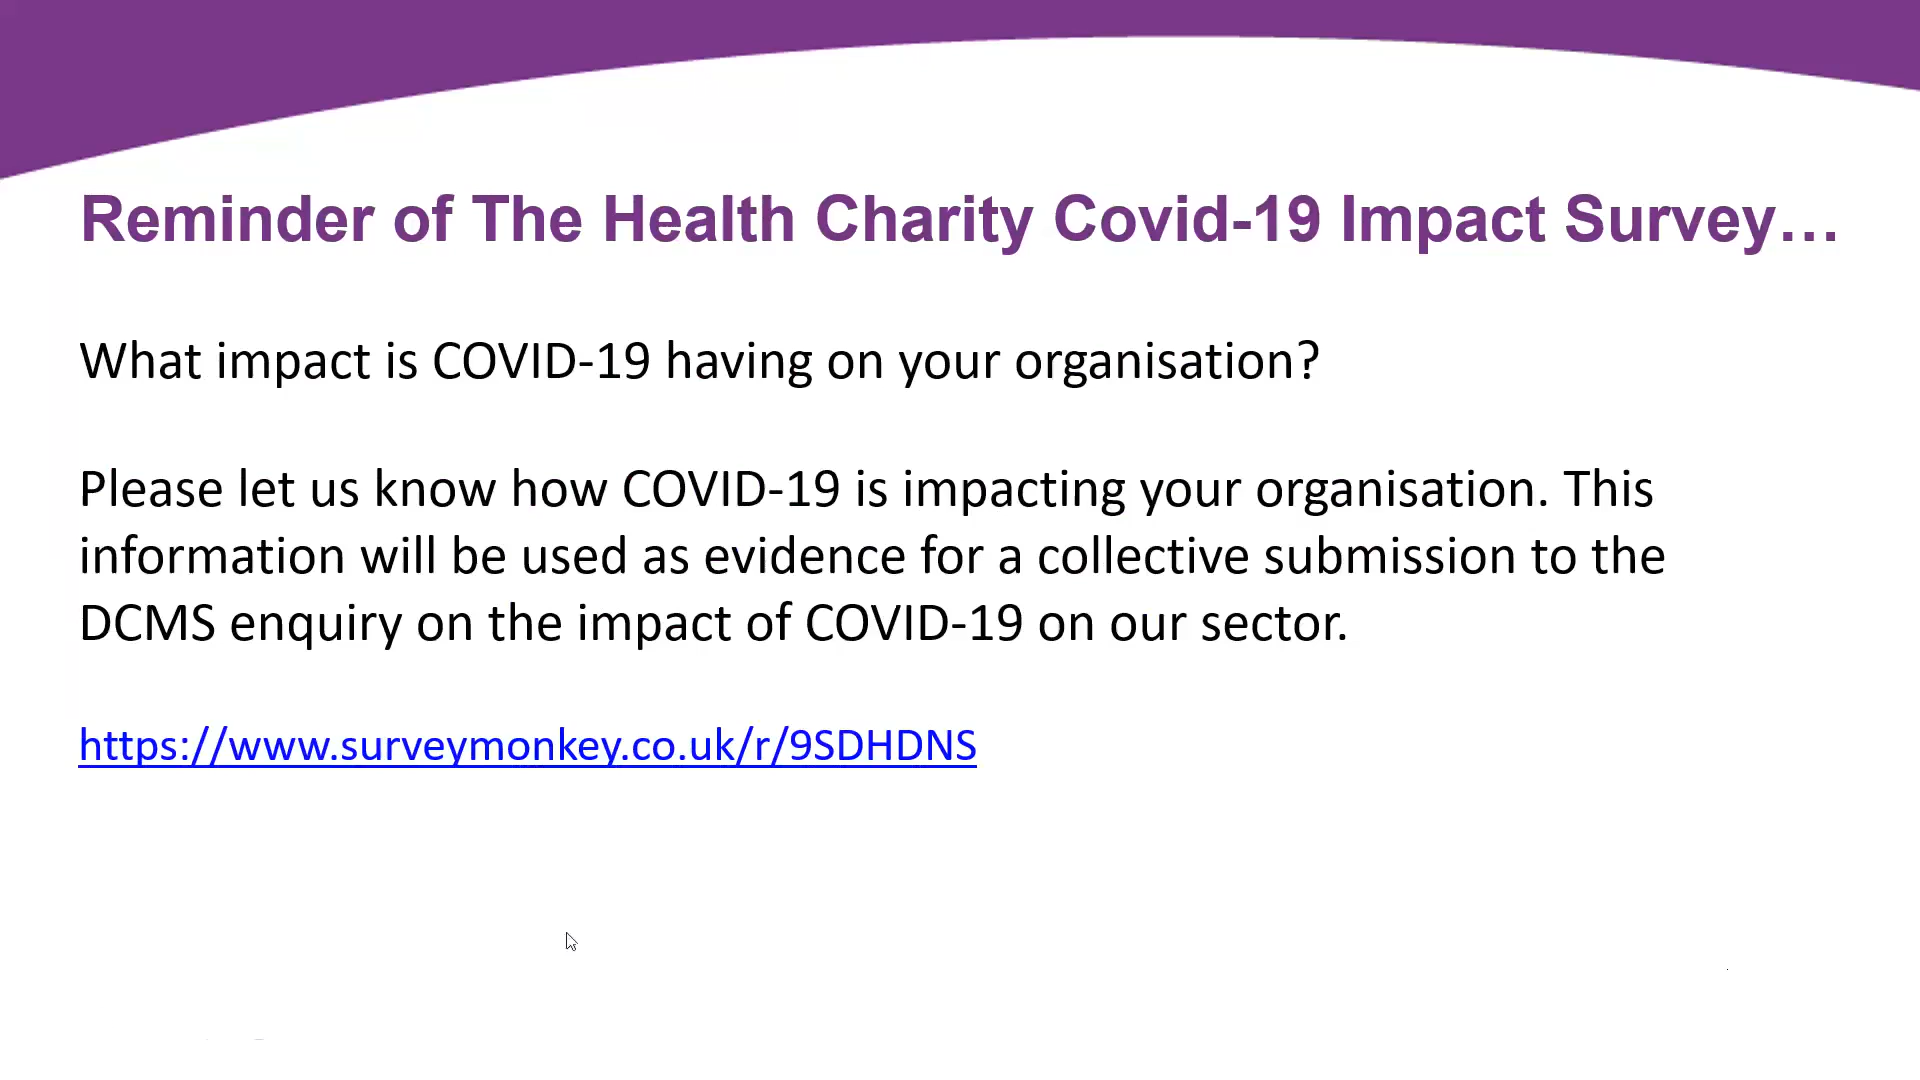 Reminder of The Health Charity Covid-19 Impact Survey…
What impact is COVID-19 having on your organisation?
Please let us know how COVID-19 is impacting your organisation. This
information will be used as evidence for a collective submission to the
DCMS enquiry on the impact of COVID-19 on our sector.
https://www.surveymonkey.co.uk/r/9SDHDNS